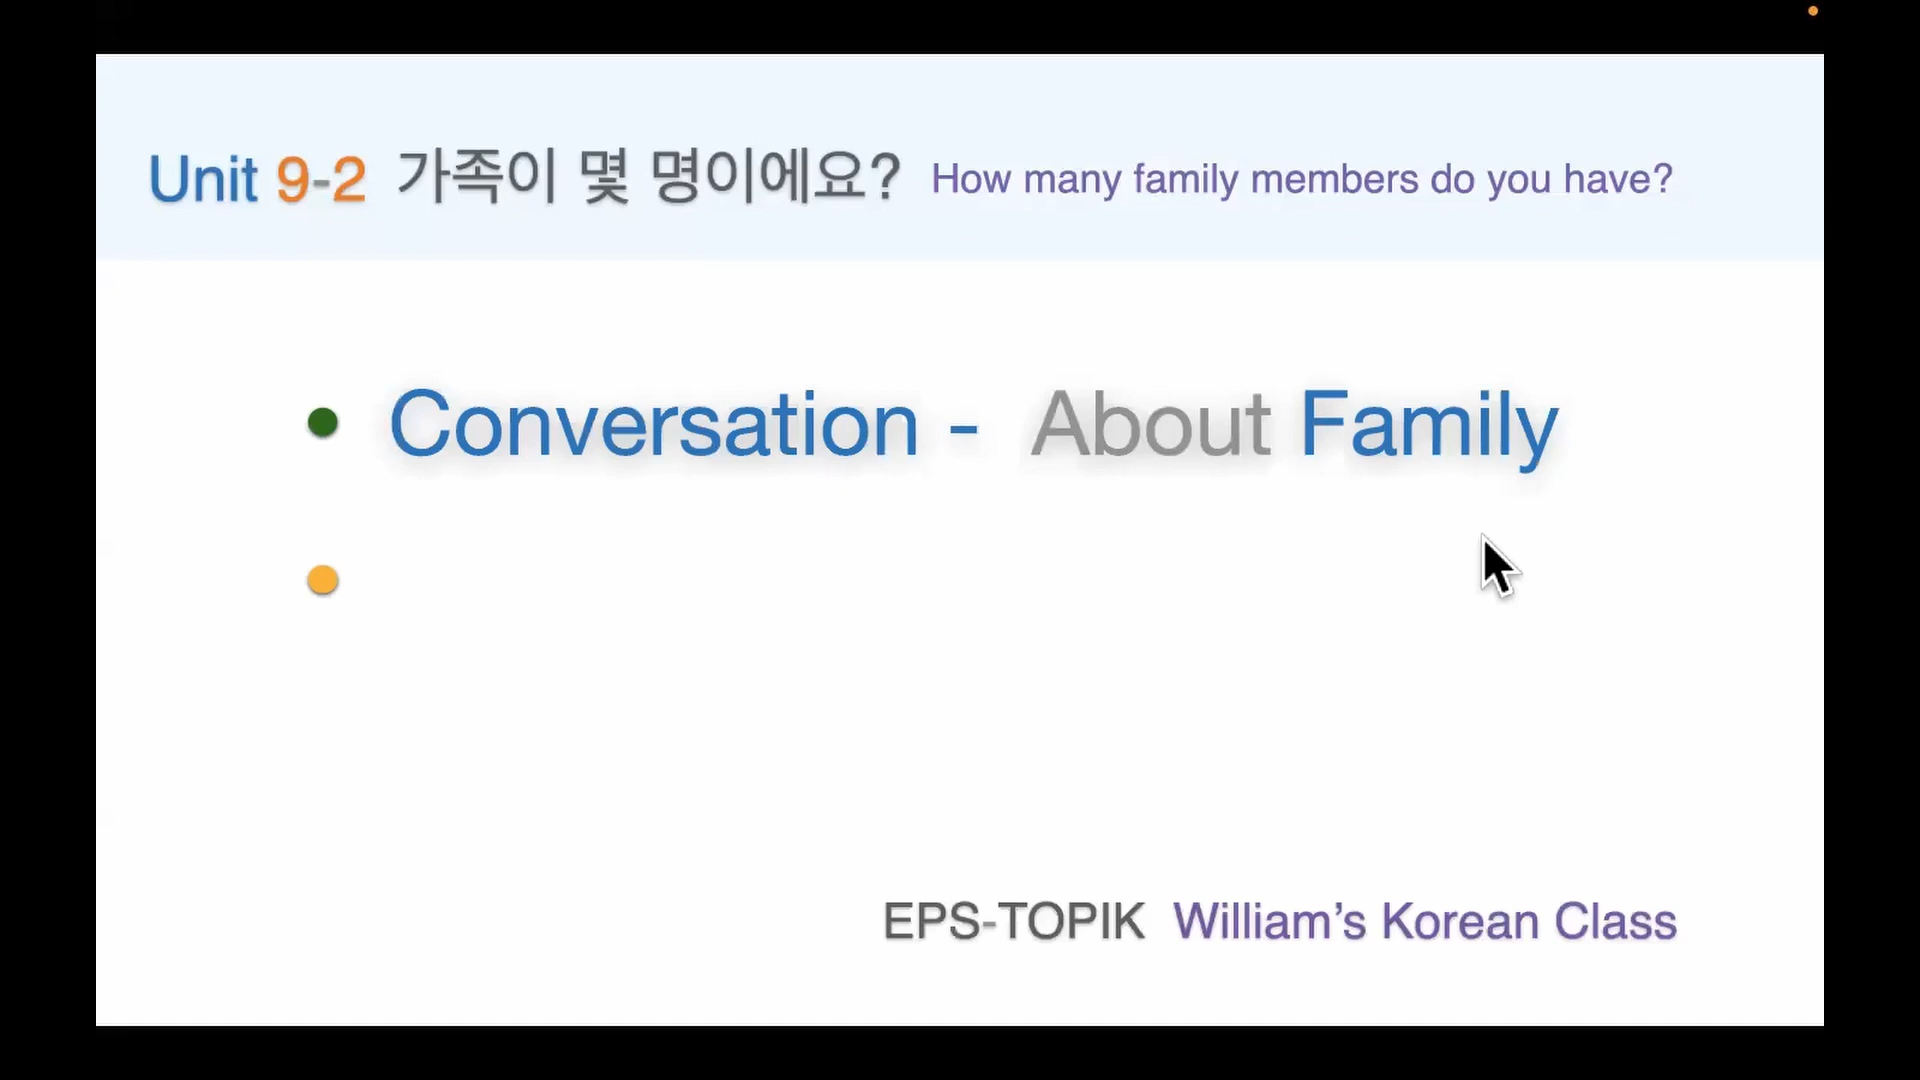 Unit 9-2 가족이 몇 명이에요? How many family members do you have?
• Conversation - About Family
•
EPS-TOPIK William’s Korean Class